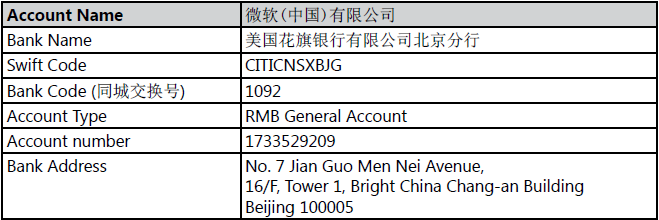 Account Name 微软(中国)有限公司
Bank Name 美国花旗银行有限公司北京分行
Swift Code CITICNSXBJG
Bank Code (同城交换号) 1092
Account Type RMB General Account
Account number 1733529209
Bank Address No. 7 Jian Guo Men Nei Avenue,
16/F, Tower 1, Bright China Chang-an Building
Beijing 100005